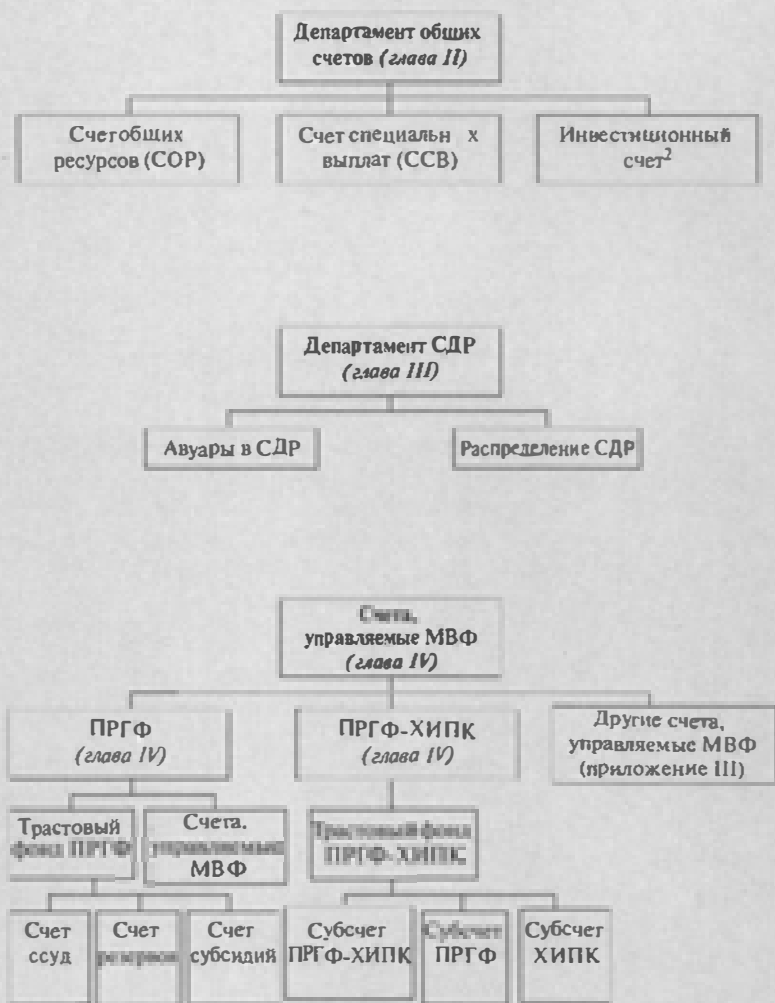 Департамент общих
счетов (глава II)
Счет общих
ресурсов (СОР)
Счет специальн х
выплат (ССВ)
Инвестиционный
счет2
Департамент СДР
(глава III)
Авуары в СДР
Распределение СДР
Счета,
управляемые МВФ
(глава IV)
ПРГФ
(глава IV)
ПРГФ-ХИПК
(глава IV)
Другие счета,
управляемые МВФ
(приложение III)
Трастовый
фонд ПРГФ
Счета.
управляемые
МВФ
Трастовый фонд
ПРГФ-ХИПК
Счет
ссуд
Счет
резервов
Счет
субсидий
Субсчет
ПРГФ-ХИПК
Субсчет
ПРГФ
Субсчет
ХИПК